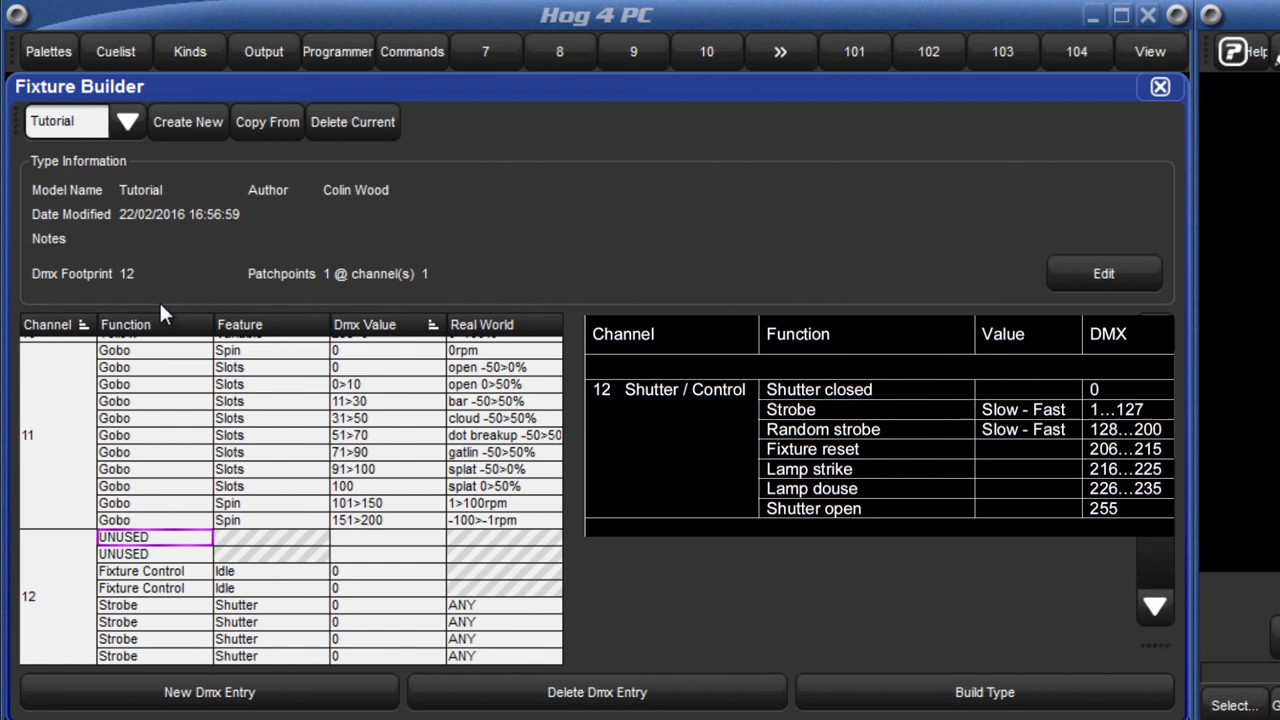 Hog 4 PC
Palettes Cuelist Kinds Output Programmer Commands 7 8 9 10 101 102 103 104 View Help
Fixture Builder
Tutorial Create New Copy From Delete Current
Type Information
Model Name Tutorial Author Colin Wood
Date Modified 22/02/2016 16:56:59
Notes
Dmx Footprint 12 Patchpoints 1 @ channel(s) 1 Edit
Channel Function Feature Dmx Value Real World
Gobo Spin 0 0rpm
Gobo Slots 0 open -50>0%
Gobo Slots 0>10 open 0>50%
Gobo Slots 11>30 bar -50>50%
Gobo Slots 31>50 cloud -50>50%
11 Gobo Slots 51>70 dot breakup -50>50
Gobo Slots 71>90 gatlin -50>50%
Gobo Slots 91>100 splat -50>0%
Gobo Slots 100 splat 0>50%
Gobo Spin 101>150 1>100rpm
Gobo Spin 151>200 -100>-1rpm
UNUSED
UNUSED
Fixture Control Idle 0
Fixture Control Idle 0
12
Strobe Shutter 0 ANY
Strobe Shutter 0 ANY
Strobe Shutter 0 ANY
Strobe Shutter 0 ANY
Channel Function Value DMX
12 Shutter / Control Shutter closed 0
Strobe Slow - Fast 1...127
Random strobe Slow - Fast 128...200
Fixture reset 206...215
Lamp strike 216...225
Lamp douse 226...235
Shutter open 255
New Dmx Entry Delete Dmx Entry Build Type
Select...